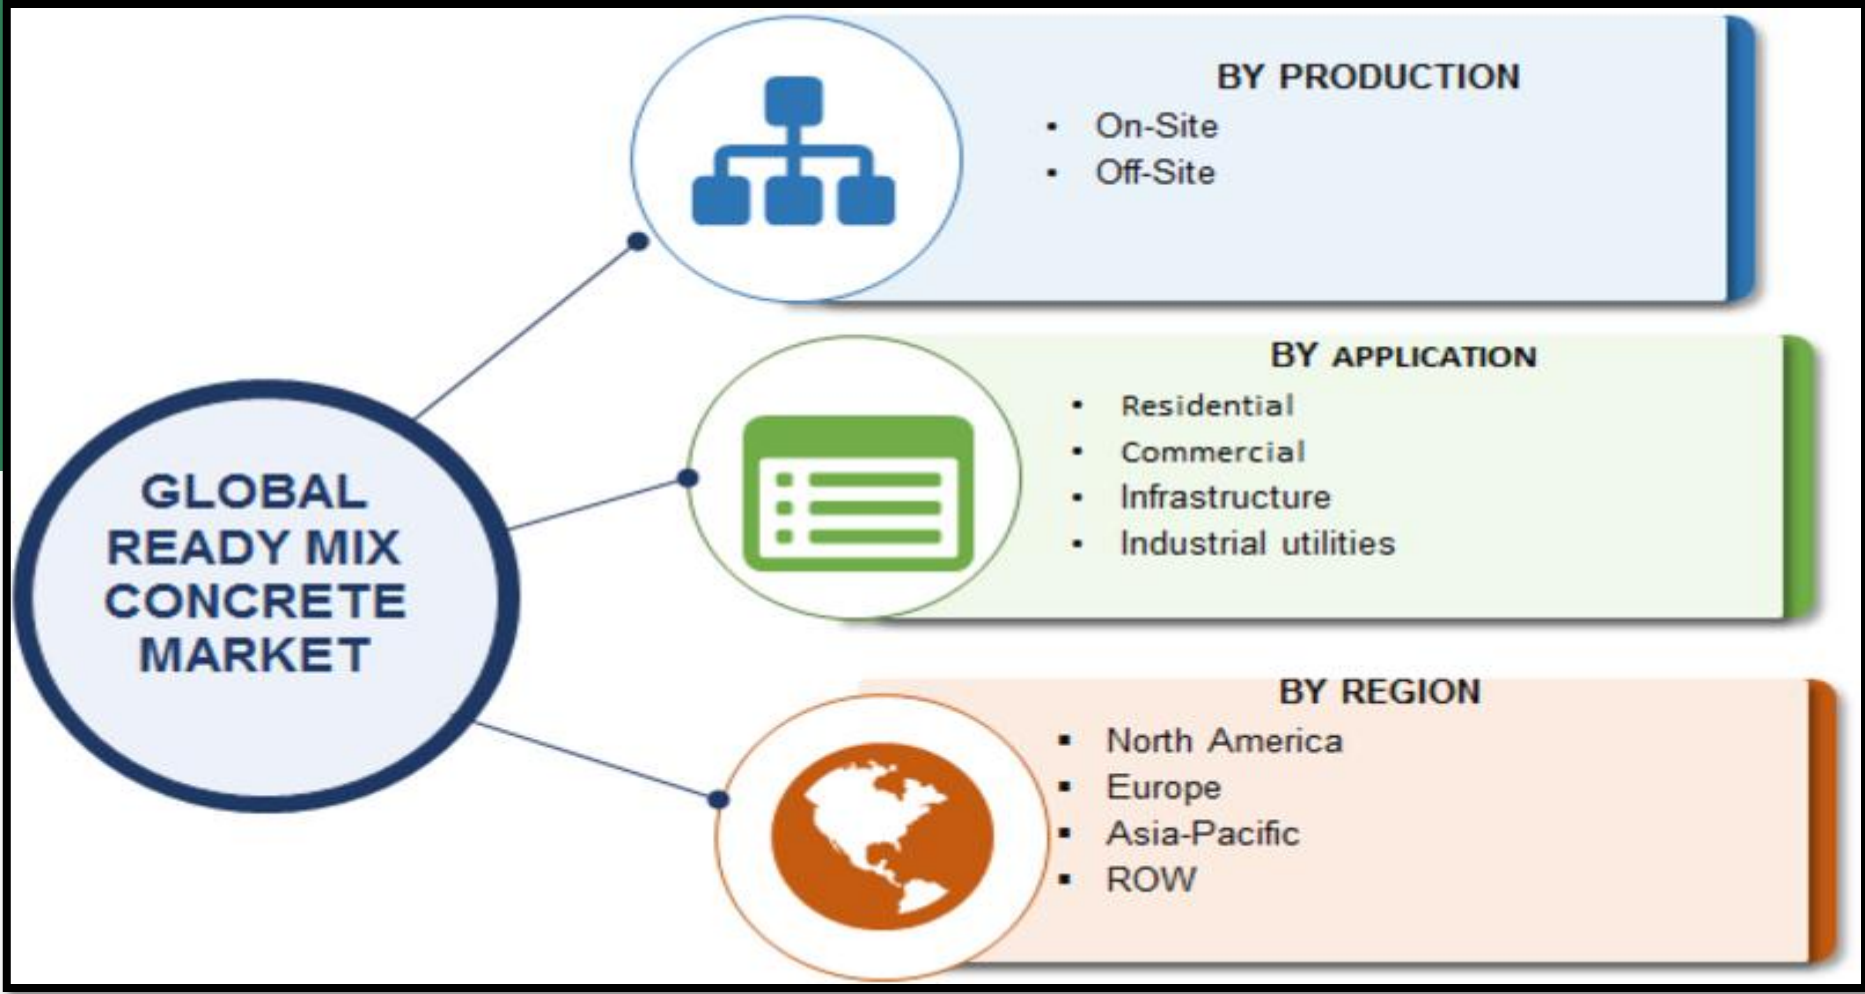 GLOBAL
READY MIX
CONCRETE
MARKET
BY PRODUCTION
• On-Site
• Off-Site
BY APPLICATION
• Residential
• Commercial
• Infrastructure
• Industrial utilities
BY REGION
▪ North America
▪ Europe
▪ Asia-Pacific
▪ ROW